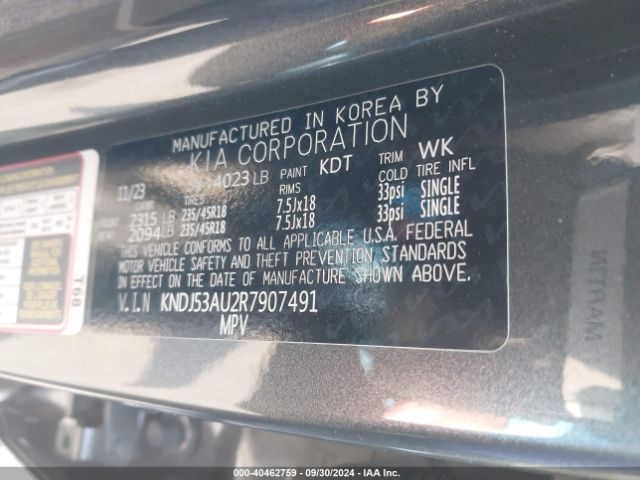 MANUFACTURED IN KOREA BY
KIA CORPORATION
11/23 4023 LB PAINT KDT TRIM WK
TIRES RIMS COLD TIRE INFL
2315 LB 235/45R18 7.5Jx18 33psi SINGLE
2094 LB 235/45R18 7.5Jx18 33psi SINGLE
THIS VEHICLE CONFORMS TO ALL APPLICABLE U.S.A. FEDERAL
MOTOR VEHICLE SAFETY AND THEFT PREVENTION STANDARDS
IN EFFECT ON THE DATE OF MANUFACTURE SHOWN ABOVE.
V.I.N KNDJ53AU2R7907491
MPV
T68
000-40462759 - 09/30/2024 - IAA Inc.